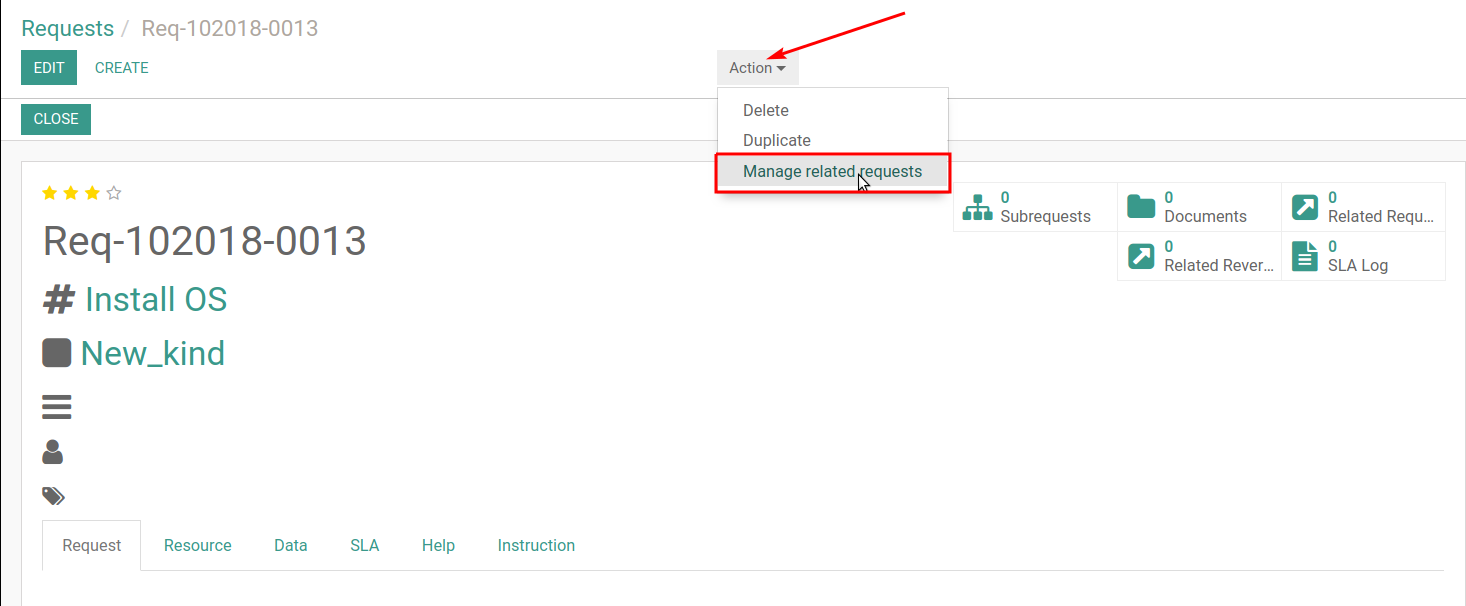 Requests / Req-102018-0013
EDIT CREATE Action
CLOSE
Delete
Duplicate
Manage related requests
0 Subrequests
0 Documents
0 Related Requ...
0 Related Rever...
0 SLA Log
Req-102018-0013
# Install OS
New_kind
Request Resource Data SLA Help Instruction